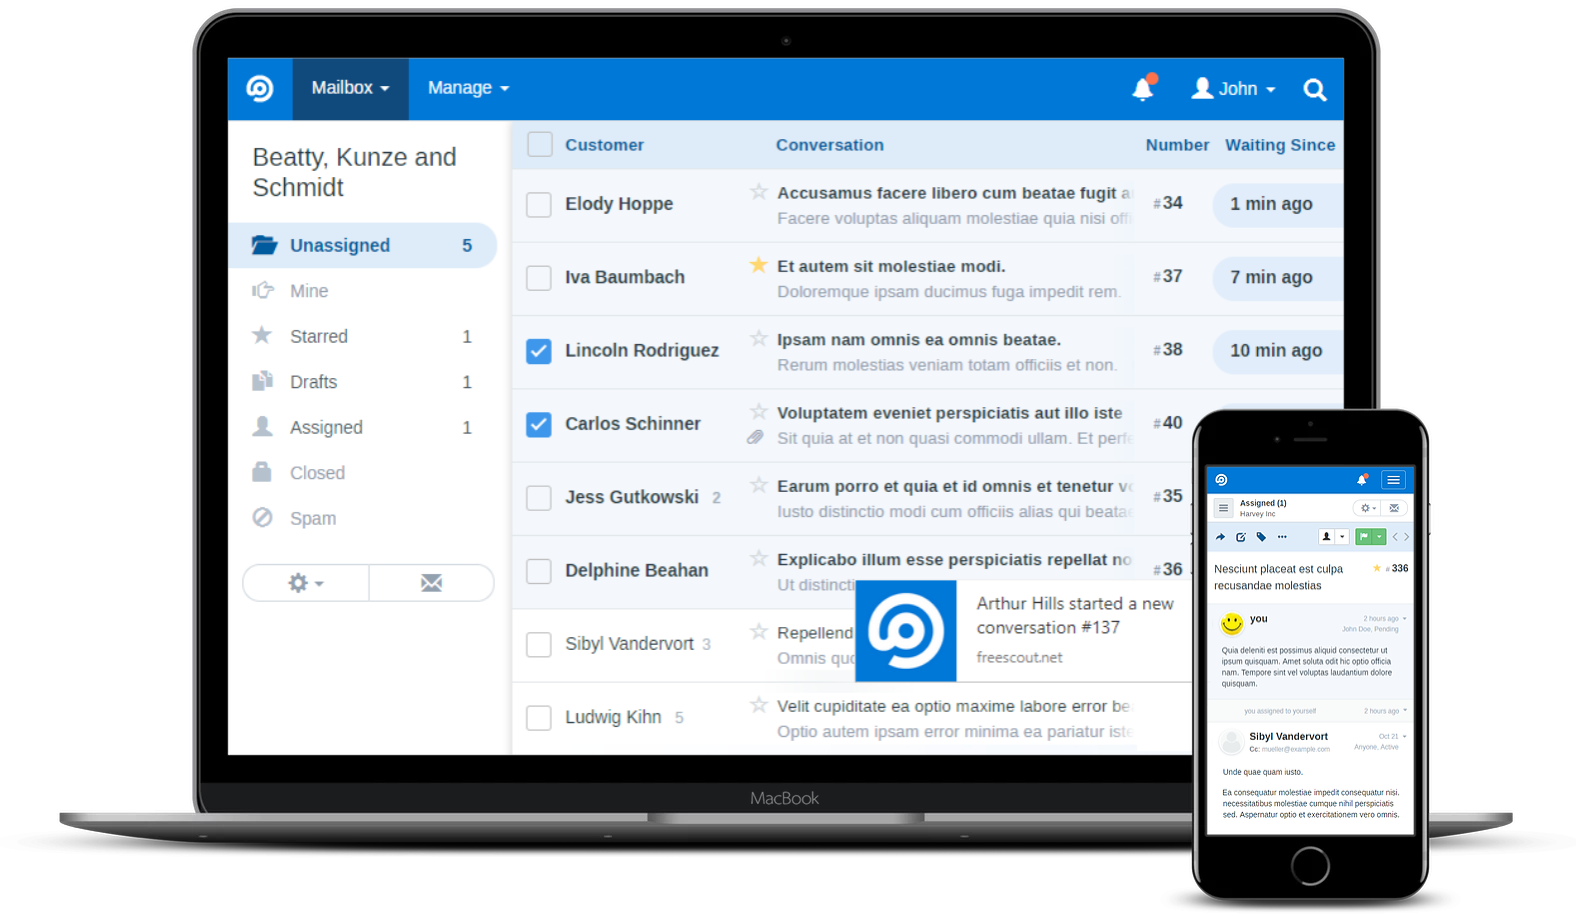 Mailbox
Manage
John
Beatty, Kunze and
Schmidt
Unassigned 5
Mine
Starred 1
Drafts 1
Assigned 1
Closed
Spam
Customer Conversation Number Waiting Since
Elody Hoppe Accusamus facere libero cum beatae fugit #34 1 min ago
Facere voluptas aliquam molestiae quia nisi
Iva Baumbach Et autem sit molestiae modi. #37 7 min ago
Doloremque ipsam ducimus fuga impedit rem.
Lincoln Rodriguez Ipsam nam omnis ea omnis beatae. #38 10 min ago
Rerum molestias veniam totam officiis et non.
Carlos Schinner Voluptatem eveniet perspiciatis aut illo iste #40
Sit quia at et non quasi commodi ullam. Et
Jess Gutkowski 2 Earum porro et quia et id omnis et tenetur #35
Iusto distinctio modi cum officiis alias qui
Delphine Beahan Explicabo illum esse perspiciatis repellat #36
Ut
Sibyl Vandervort 3 Repellend
Omnis
Ludwig Kihn 5 Velit cupiditate ea optio maxime labore error
Optio autem ipsam error minima ea pariatur
Arthur Hills started a new
conversation #137
freescout.net
MacBook
Assigned (1)
Harvey Inc
Nesciunt placeat est culpa
recusandae molestias
#336
you 2 hours ago
John Doe, Pending
Quia deleniti est possimus aliquid consectetur ut
ipsum quisquam. Amet soluta odit hic optio officia
nam. Tempore sint vel voluptas laudantium dolore
quisquam.
you assigned to yourself 2 hours ago
Sibyl Vandervort Oct 21
Cc: mueller@example.com Anyone, Active
Unde quae quam iusto.
Ea consequatur molestiae impedit consequatur nisi.
necessitatibus molestiae cumque nihil perspiciatis
sed. Aspernatur optio et exercitationem vero omnis.